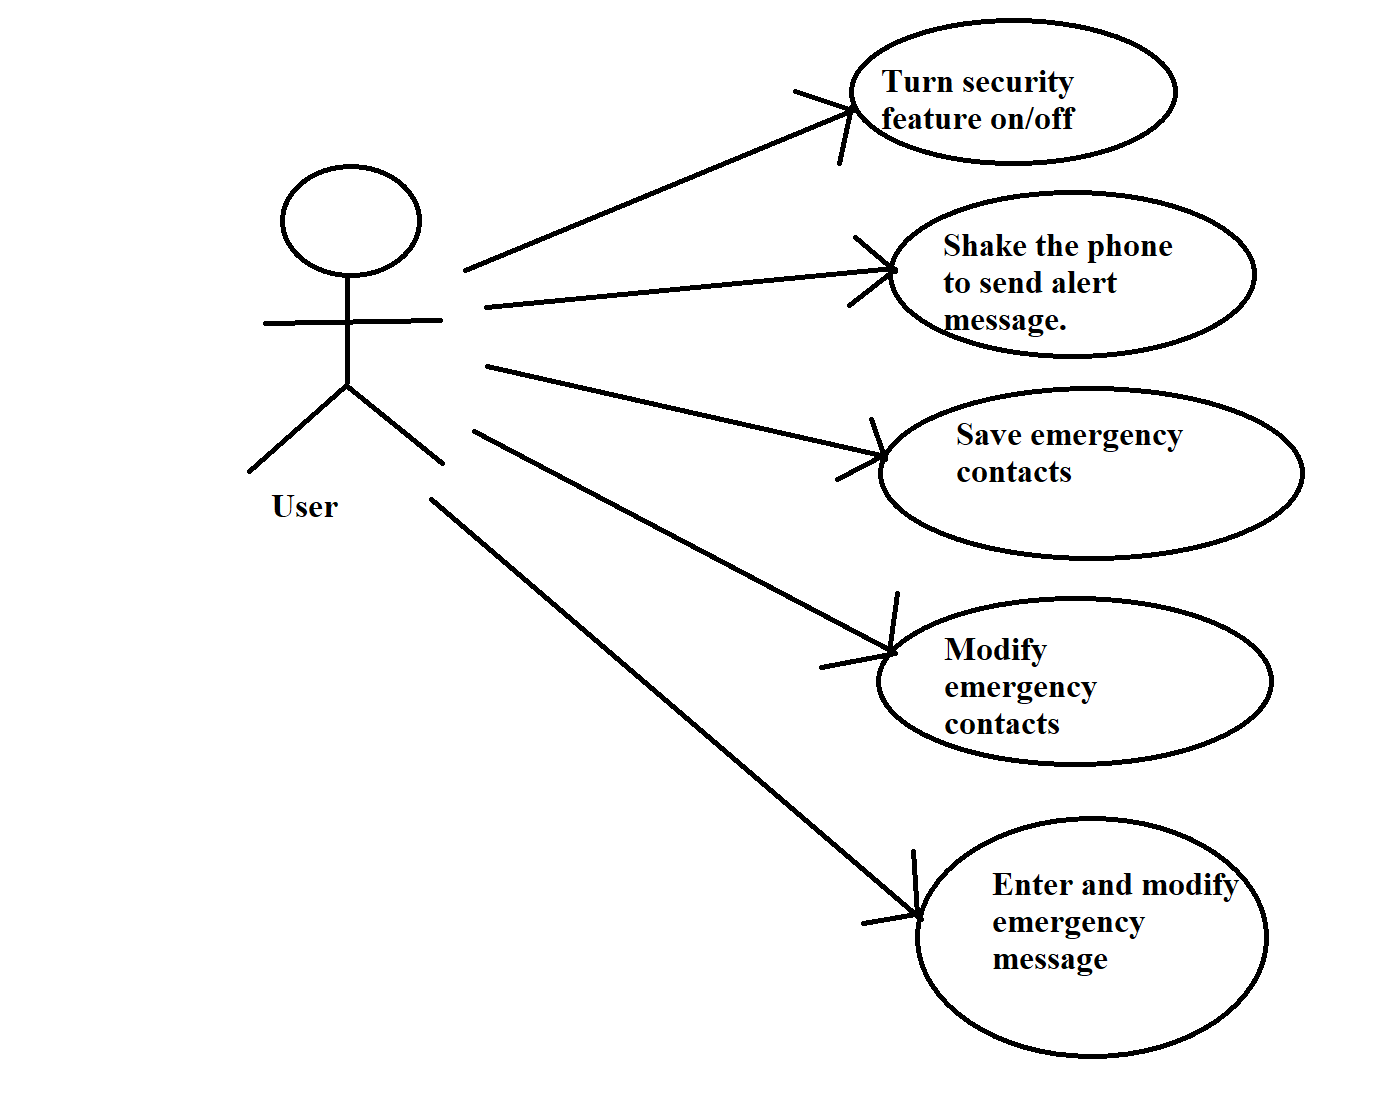 Turn security
feature on/off
Shake the phone
to send alert
message.
Save emergency
contacts
User
Modify
emergency
contacts
Enter and modify
emergency
message